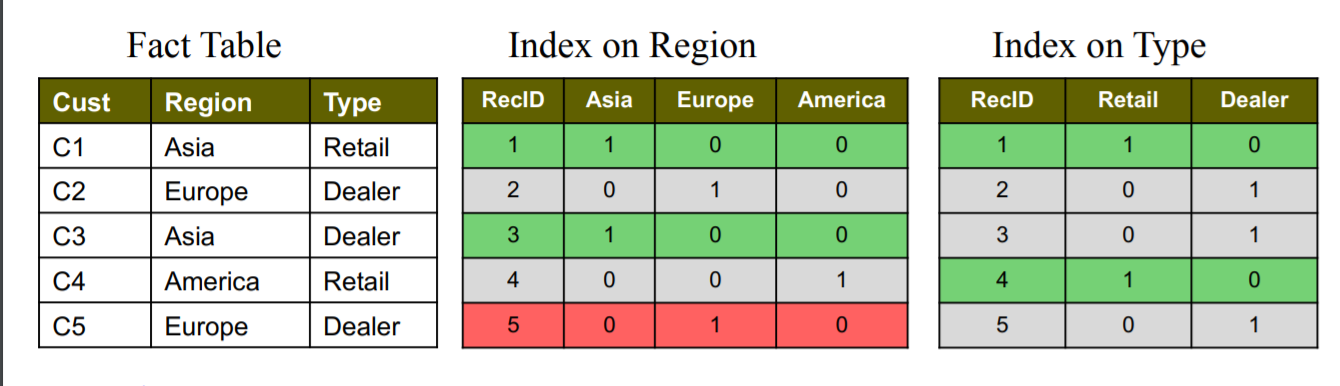 Fact Table
Cust Region Type
C1 Asia Retail
C2 Europe Dealer
C3 Asia Dealer
C4 America Retail
C5 Europe Dealer
Index on Region
RecID Asia Europe America
1 1 0 0
2 0 1 0
3 1 0 0
4 0 0 1
5 0 1 0
Index on Type
RecID Retail Dealer
1 1 0
2 0 1
3 0 1
4 1 0
5 0 1